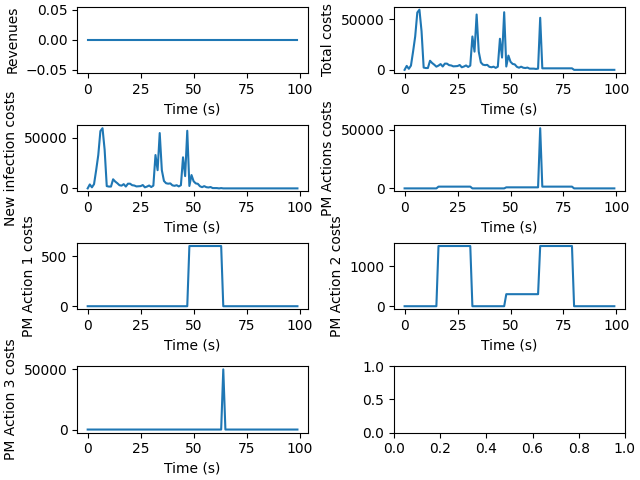 Revenues
0.05
0.00
−0.05
0 25 50 75 100
Time (s)
Total costs
50000
0
0 25 50 75 100
Time (s)
New infection costs
50000
0
0 25 50 75 100
Time (s)
PM Actions costs
50000
0
0 25 50 75 100
Time (s)
PM Action 1 costs
500
0
0 25 50 75 100
Time (s)
PM Action 2 costs
1000
0
0 25 50 75 100
Time (s)
PM Action 3 costs
50000
0
0 25 50 75 100
Time (s)
1.0
0.5
0.0
0.0 0.2 0.4 0.6 0.8 1.0